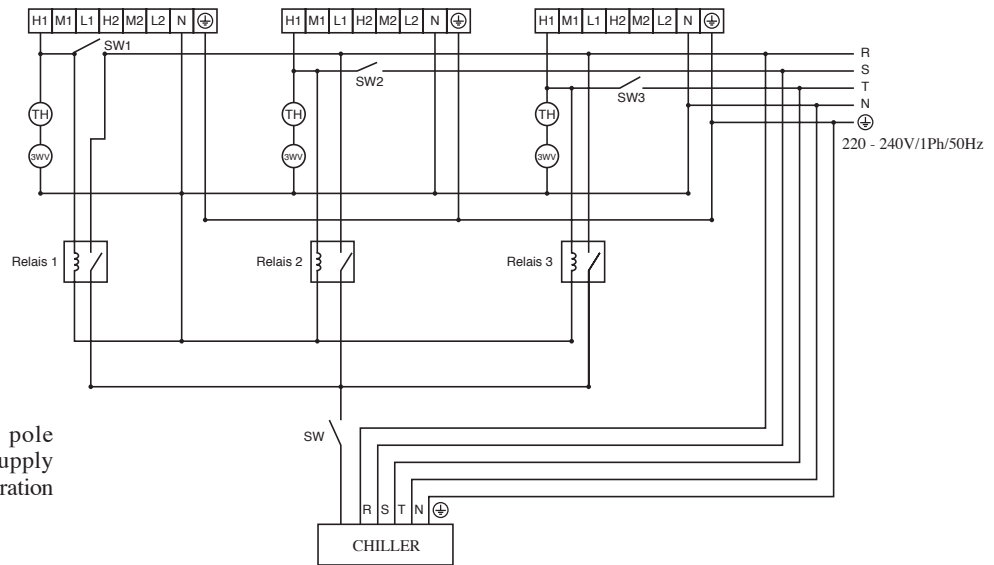 H1 M1 L1 H2 M2 L2 N
H1 M1 L1 H2 M2 L2 N
H1 M1 L1 H2 M2 L2 N
SW1
SW2
SW3
R
S
T
N
220 - 240V/1Ph/50Hz
TH
TH
TH
3WV
3WV
3WV
Relais 1
Relais 2
Relais 3
pole
upply
ration
SW
R S T N
CHILLER